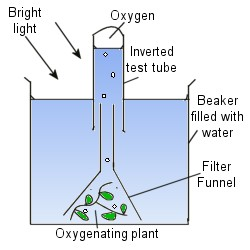 Bright
light
Oxygen
Inverted
test tube
Beaker
filled with
water
Filter
Funnel
Oxygenating plant